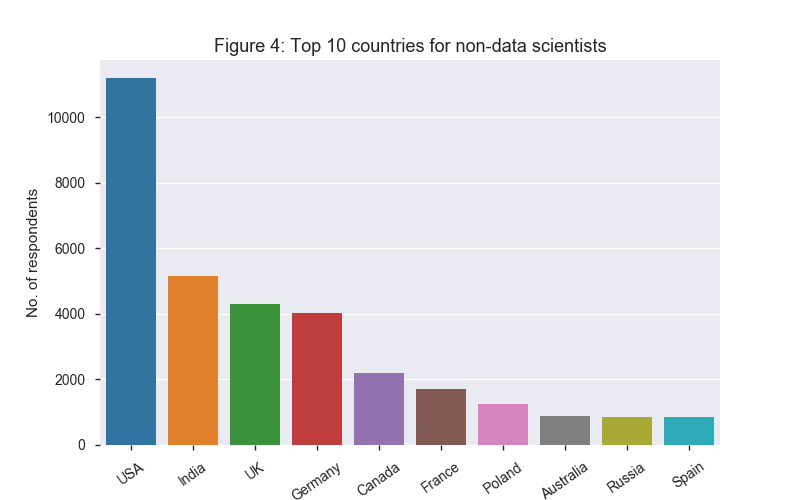 Figure 4: Top 10 countries for non-data scientists
No. of respondents
10000
8000
6000
4000
2000
0
USA
India
UK
Germany
Canada
France
Poland
Australia
Russia
Spain